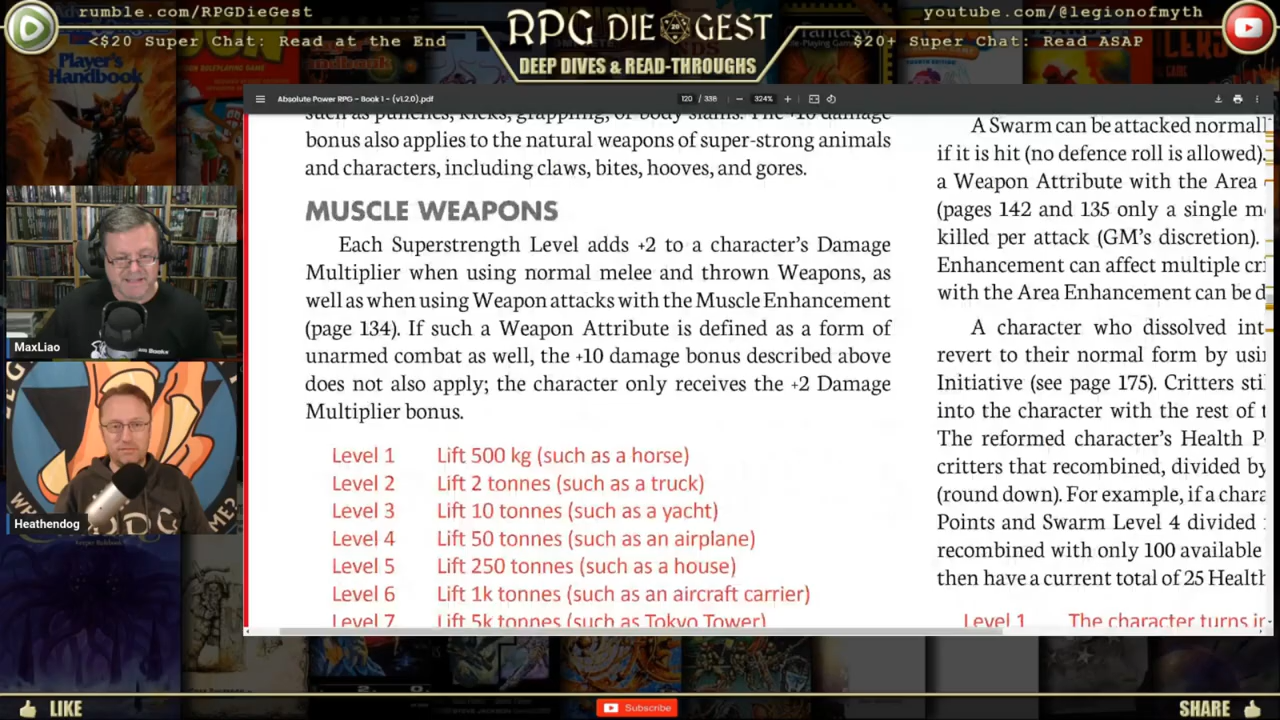 rumble.com/RPGDieGest
<$20 Super Chat: Read at the End
RPG DIE GEST
DEEP DIVES & READ-THROUGHS
youtube.com/@legionofmyth
$20+ Super Chat: Read ASAP
Player's
Handbook
Absolute Power RPG - Book 1 - (v1.2.0).pdf
120 / 338
324%
such as punches, kicks, grappling, or body slams. The +10 damage
bonus also applies to the natural weapons of super-strong animals
and characters, including claws, bites, hooves, and gores.
MUSCLE WEAPONS
Each Superstrength Level adds +2 to a character's Damage
Multiplier when using normal melee and thrown Weapons, as
well as when using Weapon attacks with the Muscle Enhancement
(page 134). If such a Weapon Attribute is defined as a form of
unarmed combat as well, the +10 damage bonus described above
does not also apply; the character only receives the +2 Damage
Multiplier bonus.
Level 1 Lift 500 kg (such as a horse)
Level 2 Lift 2 tonnes (such as a truck)
Level 3 Lift 10 tonnes (such as a yacht)
Level 4 Lift 50 tonnes (such as an airplane)
Level 5 Lift 250 tonnes (such as a house)
Level 6 Lift 1k tonnes (such as an aircraft carrier)
Level 7 Lift 5k tonnes (such as Tokyo Tower)
A Swarm can be attacked normall
if it is hit (no defence roll is allowed).
a Weapon Attribute with the Area
(pages 142 and 135 only a single m
killed per attack (GM's discretion).
Enhancement can affect multiple cri
with the Area Enhancement can be d
A character who dissolved int
revert to their normal form by usi
Initiative (see page 175). Critters sti
into the character with the rest of t
The reformed character's Health P
critters that recombined, divided by
(round down). For example, if a chara
Points and Swarm Level 4 divided
recombined with only 100 available
then have a current total of 25 Health
Level 1 The character turns i
MaxLiao
Heathendog
LIKE
Subscribe
SHARE